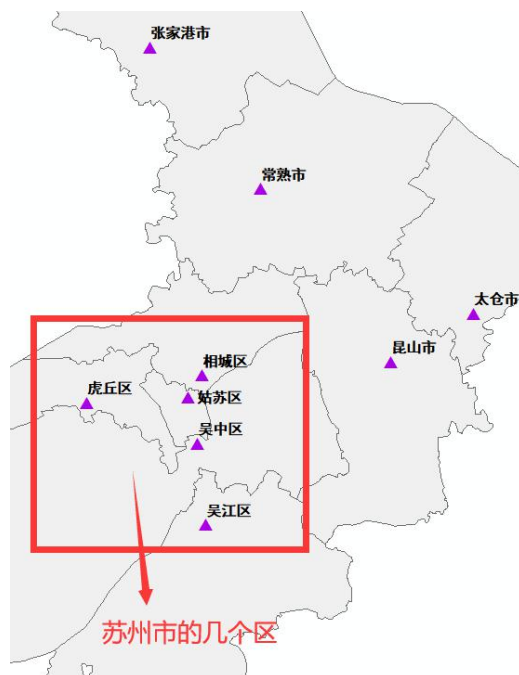 张家港市
常熟市
太仓市
昆山市
相城区
虎丘区
姑苏区
吴中区
吴江区
苏州市的几个区